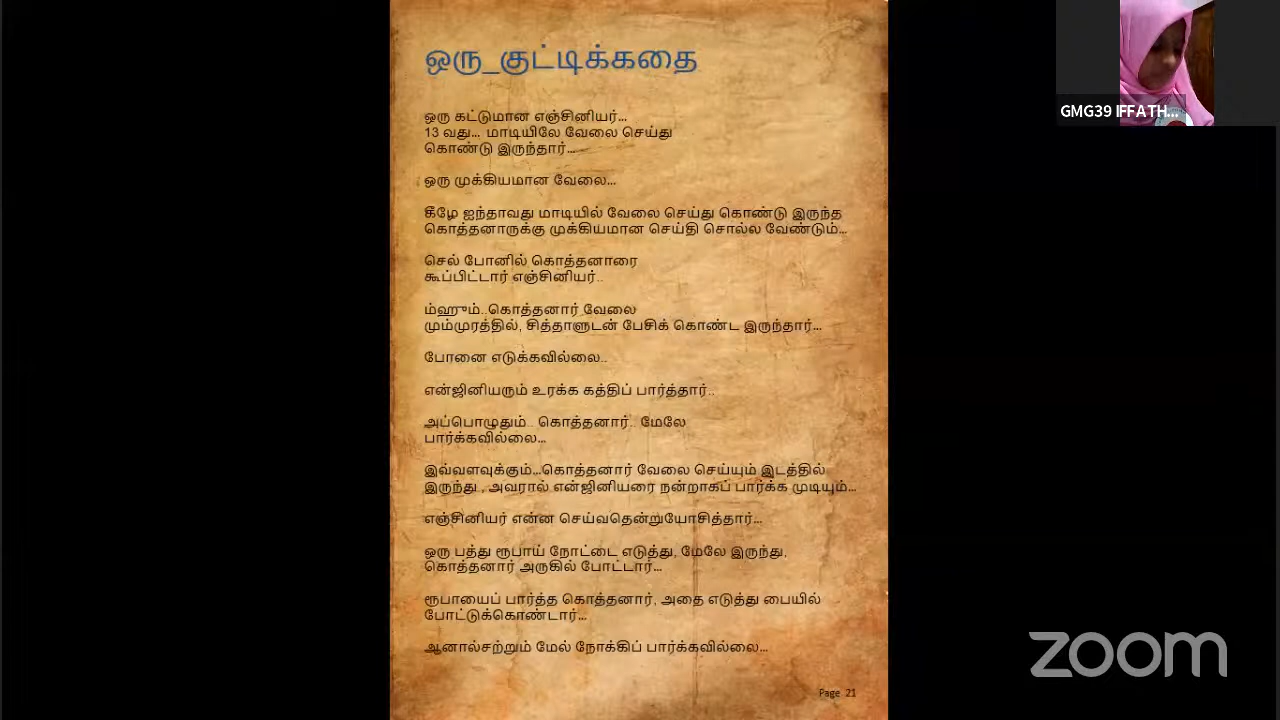 ஒரு_குட்டிக்கதை
ஒரு கட்டுமான எஞ்சினியர்...
13 வது... மாடியிலே வேலை செய்து
கொண்டு இருந்தார்...
ஒரு முக்கியமான வேலை...
கீழே ஐந்தாவது மாடியில் வேலை செய்து கொண்டு இருந்த
கொத்தனாருக்கு முக்கியமான செய்தி சொல்ல வேண்டும்...
செல் போனில் கொத்தனாரை
கூப்பிட்டார் எஞ்சினியர்..
ம்ஹும்..கொத்தனார் வேலை
மும்முரத்தில், சித்தாளுடன் பேசிக் கொண்ட இருந்தார்...
போனை எடுக்கவில்லை..
என்ஜினியரும் உரக்க கத்திப் பார்த்தார்..
அப்பொழுதும்.. கொத்தனார்.. மேலே
பார்க்கவில்லை...
இவ்வளவுக்கும்...கொத்தனார் வேலை செய்யும் இடத்தில்
இருந்து , அவரால் என்ஜினியரை நன்றாகப் பார்க்க முடியும்...
எஞ்சினியர் என்ன செய்வதென்றுயோசித்தார்...
ஒரு பத்து ரூபாய் நோட்டை எடுத்து, மேலே இருந்து,
கொத்தனார் அருகில் போட்டார்...
ரூபாயைப் பார்த்த கொத்தனார், அதை எடுத்து பையில்
போட்டுக்கொண்டார்...
ஆனால்சற்றும் மேல் நோக்கிப் பார்க்கவில்லை...
Page 21
GMG39 IFFATH...
zoom